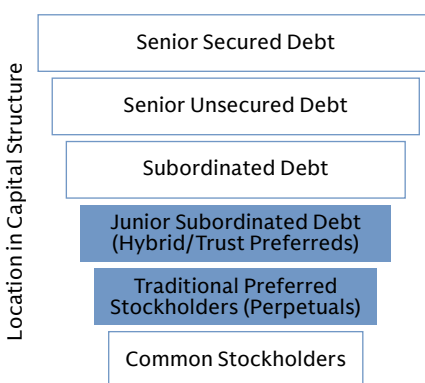 Location in Capital Structure
Senior Secured Debt
Senior Unsecured Debt
Subordinated Debt
Junior Subordinated Debt
(Hybrid/Trust Preferreds)
Traditional Preferred
Stockholders (Perpetuals)
Common Stockholders